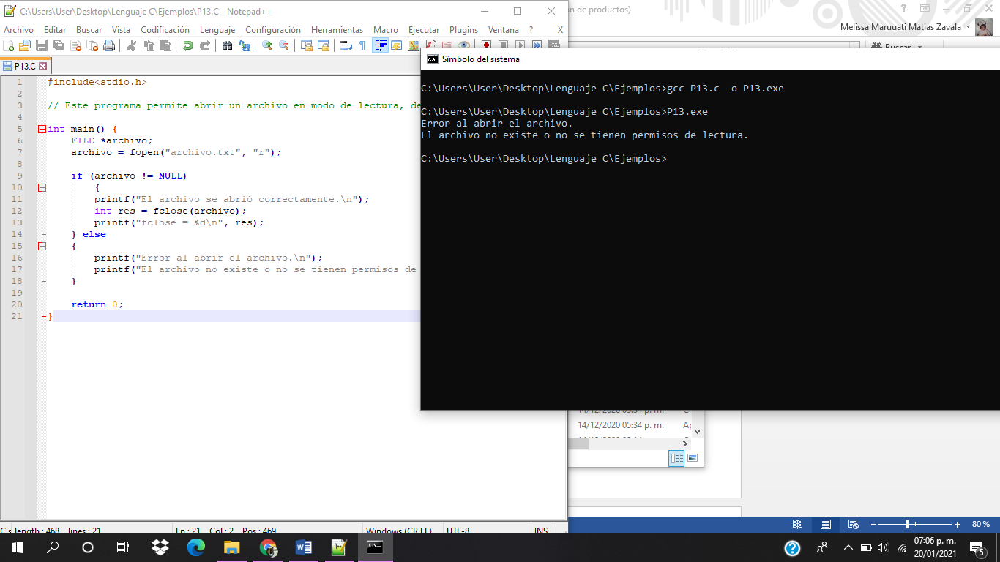 C:\Users\User\Desktop\Lenguaje C\Ejemplos\P13.C - Notepad++
Archivo Editar Buscar Vista Codificación Lenguaje Configuración Herramientas Macro Ejecutar Plugins Ventana ? X
P13.C
1 #include<stdio.h>
2
3 // Este programa permite abrir un archivo en modo de lectura, de
4
5 int main() {
6 FILE *archivo;
7 archivo = fopen("archivo.txt", "r");
8
9 if (archivo != NULL)
10 {
11 printf("El archivo se abrió correctamente.\n");
12 int res = fclose(archivo);
13 printf("fclose = %d\n", res);
14 } else
15 {
16 printf("Error al abrir el archivo.\n");
17 printf("El archivo no existe o no se tienen permisos de
18 }
19
20 return 0;
21 }
length : 468 lines : 21 Ln : 21 Col : 2 Pos : 469 Windows (CR LF) UTF-8 INS
ón de productos)
Melissa Maruuati Matias Zavala
Buscar
Símbolo del sistema
C:\Users\User\Desktop\Lenguaje C\Ejemplos>gcc P13.c -o P13.exe
C:\Users\User\Desktop\Lenguaje C\Ejemplos>P13.exe
Error al abrir el archivo.
El archivo no existe o no se tienen permisos de lectura.
C:\Users\User\Desktop\Lenguaje C\Ejemplos>
14/12/2020 05:34 p. m. C
14/12/2020 05:34 p. m. Ap
80 %
07:06 p. m.
20/01/2021
5